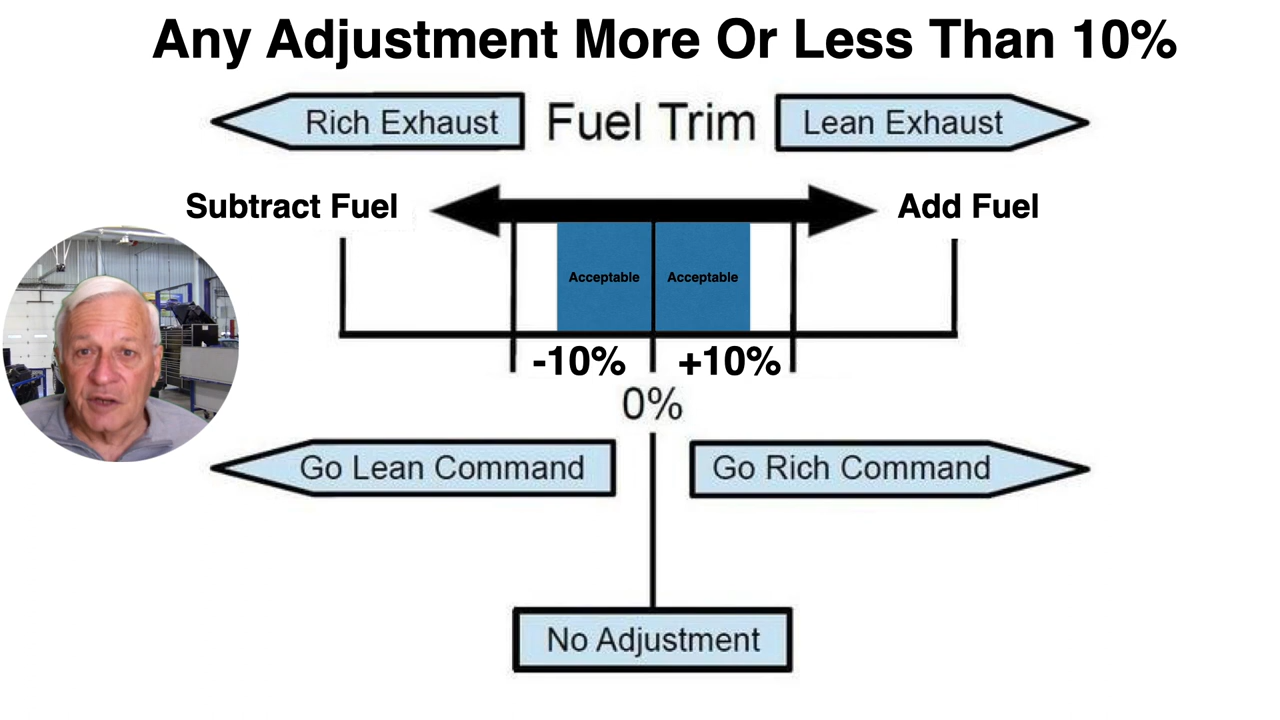 Any Adjustment More Or Less Than 10%
Rich Exhaust
Fuel Trim
Lean Exhaust
Subtract Fuel
Add Fuel
Acceptable
Acceptable
-10%
+10%
0%
Go Lean Command
Go Rich Command
No Adjustment